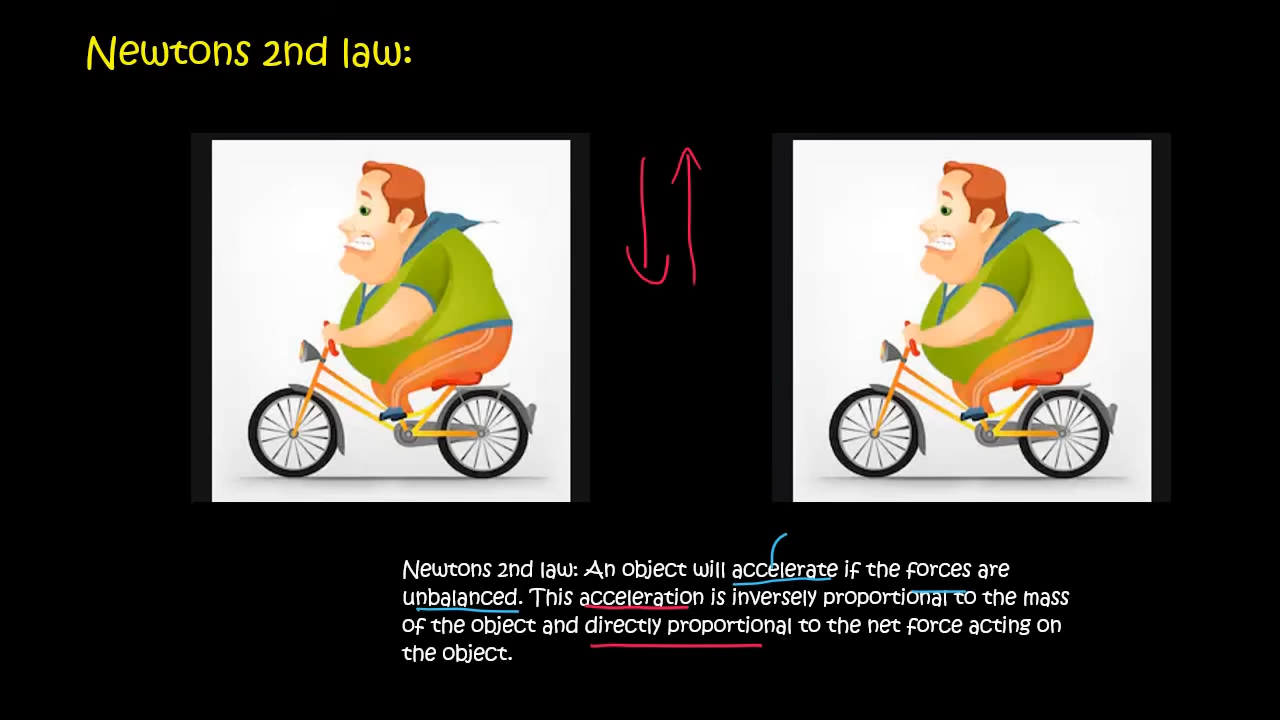 Newtons 2nd law:
Newtons 2nd law: An object will accelerate if the forces are
unbalanced. This acceleration is inversely proportional to the mass
of the object and directly proportional to the net force acting on
the object.